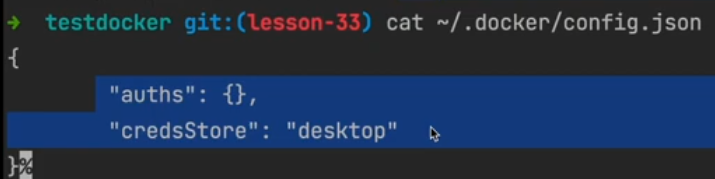 → testdocker git:(lesson-33) cat ~/.docker/config.json
{
"auths": {},
"credsStore": "desktop"
}%